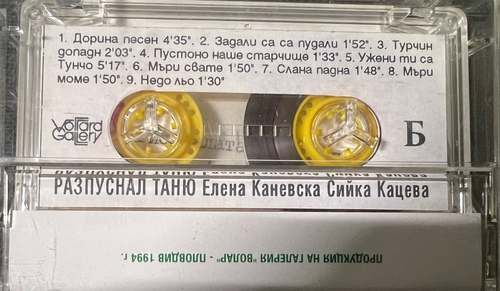 1. Дорина песен 4'35". 2. Задали са са пудали 1'52". 3. Турчин
допадн 2'03". 4. Пустоно наше старчище 1'33". 5. Ужени ти са
Тунчо 5'17". 6. Мъри свате 1'50". 7. Слана падна 1'48". 8. Мъри
моме 1'50". 9. Недо льо 1'30"
Vollard
Gallery
Б
РАЗПУСНАЛ ТАНЮ Елена Каневска Сийка Кацева
ПРОДУКЦИЯ НА ГАЛЕРИЯ "ВОЛАР" - ПЛОВДИВ 1994 г